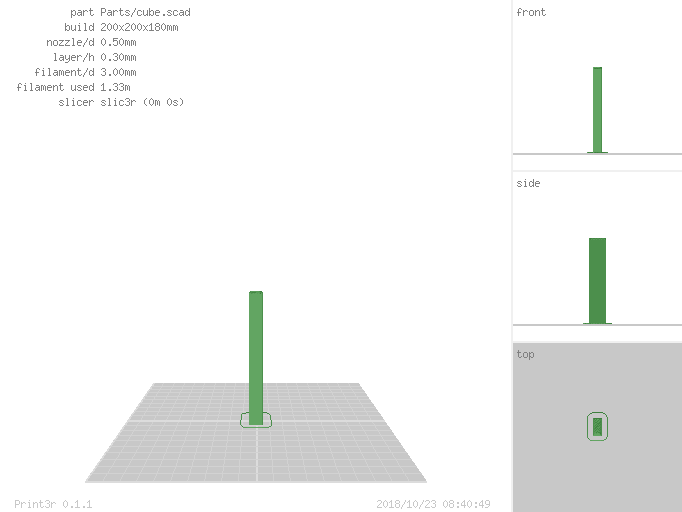 part Parts/cube.scad
build 200x200x180mm
nozzle/d 0.50mm
layer/h 0.30mm
filament/d 3.00mm
filament used 1.33m
slicer slic3r (0m 0s)
front
side
top
Print3r 0.1.1
2018/10/23 08:40:49